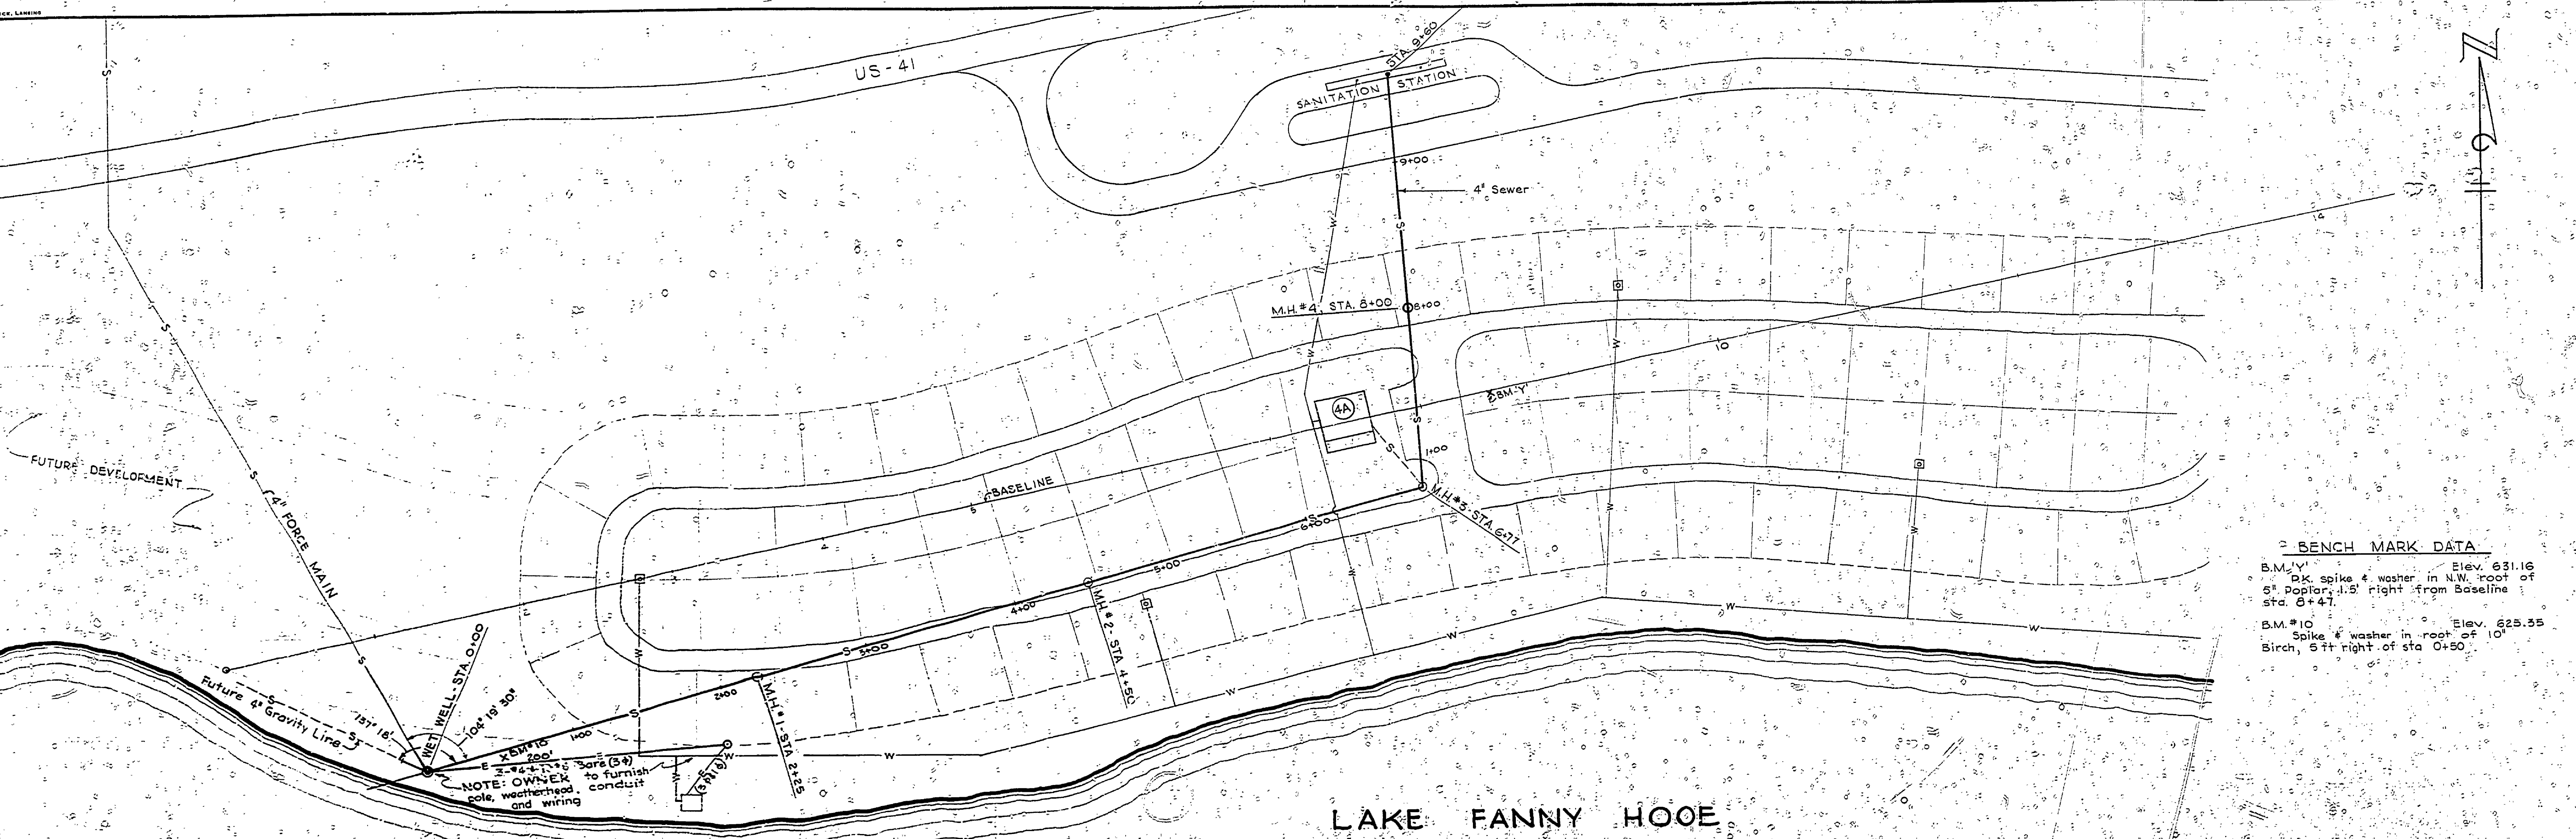 US-41
STA. 9+60
SANITATION STATION
9+00
4" Sewer
M.H.#4, STA. 8+00
8+00
10
BM-'Y'
4A
1+00
BASELINE
5
FUTURE DEVELOPMENT
4" FORCE MAIN
M.H.#3-STA.6+77
6+00
5+00
4+00
M.H.#2-STA 4+50
3+00
2+00
M.H.#1-STA 2+25
1+00
WET WELL-STA. 0+00
104° 19' 30"
137° 18'
Future 4" Gravity Line
X BM#10
200'
Bare (3φ)
NOTE: OWNER to furnish
pole, weatherhead, conduit
and wiring
BENCH MARK DATA
B.M.'Y' Elev. 631.16
P.K. spike & washer in N.W. root of
5" Poplar, 1.5' right from Baseline
sta. 8+47.
B.M.#10 Elev. 625.35
Spike & washer in root of 10"
Birch, 5 ft right of sta 0+50
LAKE FANNY HOOE